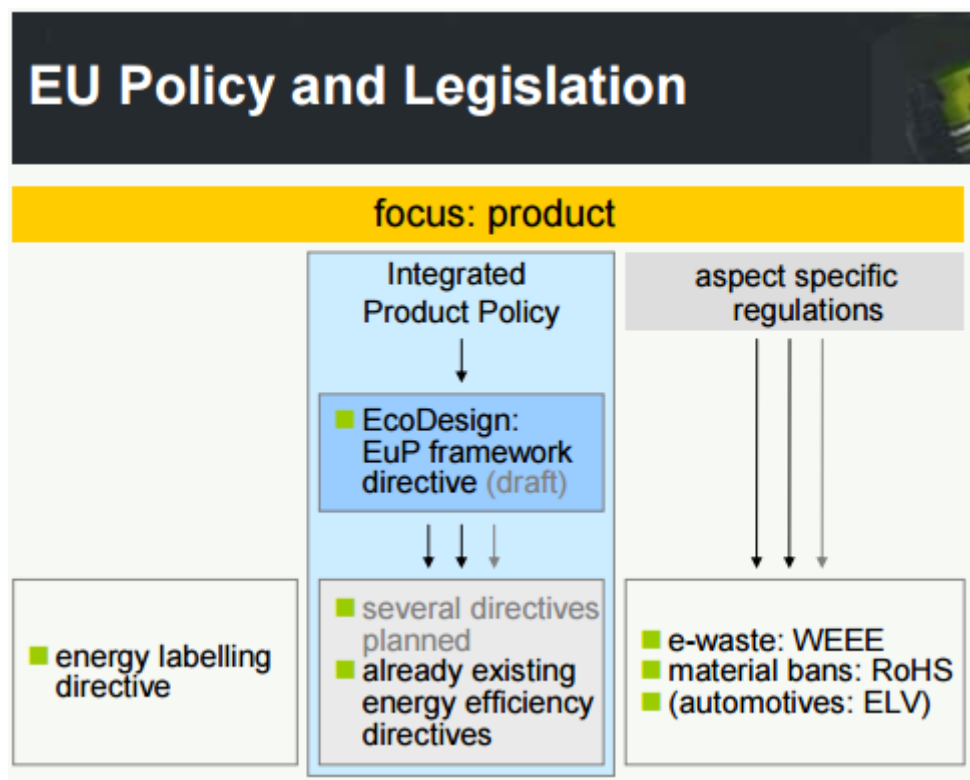 EU Policy and Legislation
focus: product
Integrated
Product Policy
aspect specific
regulations
EcoDesign:
EuP framework
directive (draft)
energy labelling
directive
several directives
planned
already existing
energy efficiency
directives
e-waste: WEEE
material bans: RoHS
(automotives: ELV)